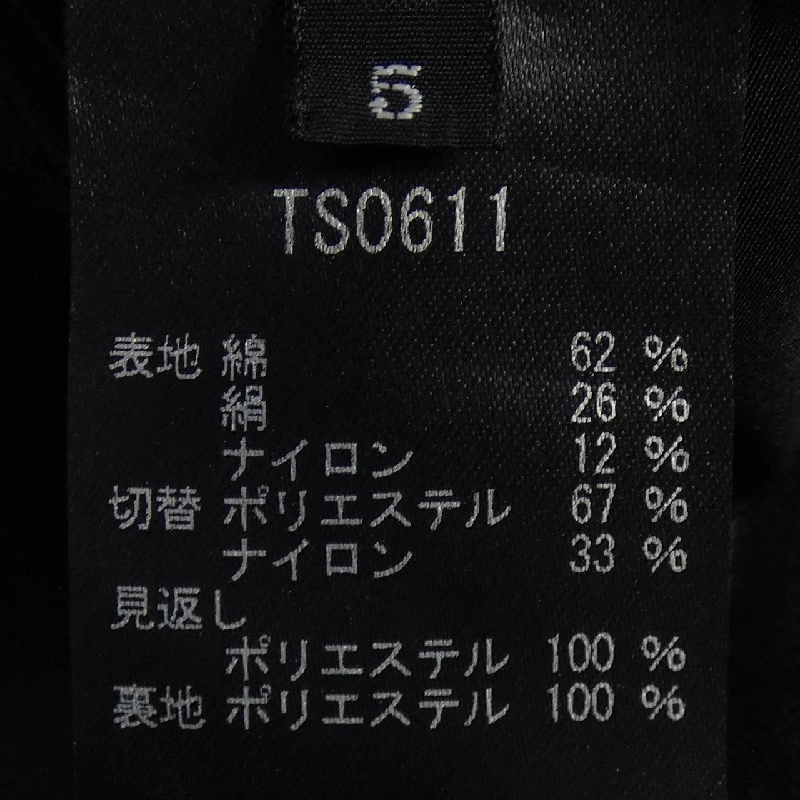 5
TS0611
表地 綿 62 %
絹 26 %
ナイロン 12 %
切替 ポリエステル 67 %
ナイロン 33 %
見返し
ポリエステル 100 %
裏地 ポリエステル 100 %